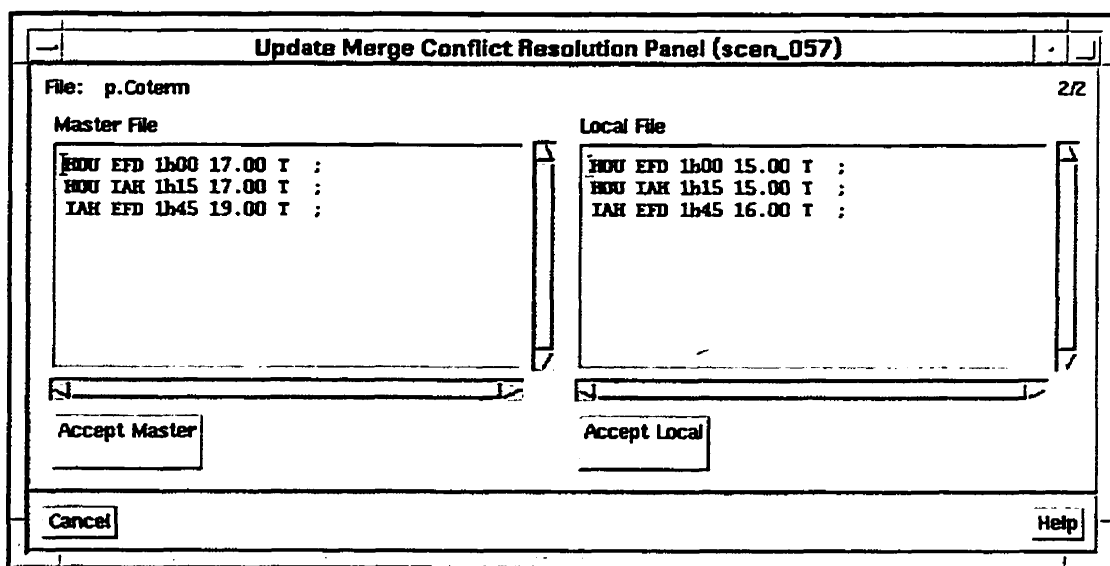 Update Merge Conflict Resolution Panel (scen_057)
File: p.Coterm 2/2
Master File
HOU EFD 1h00 17.00 T ;
HOU IAH 1h15 17.00 T ;
IAH EFD 1h45 19.00 T ;
Accept Master
Local File
HOU EFD 1h00 15.00 T ;
HOU IAH 1h15 15.00 T ;
IAH EFD 1h45 16.00 T ;
Accept Local
Cancel
Help